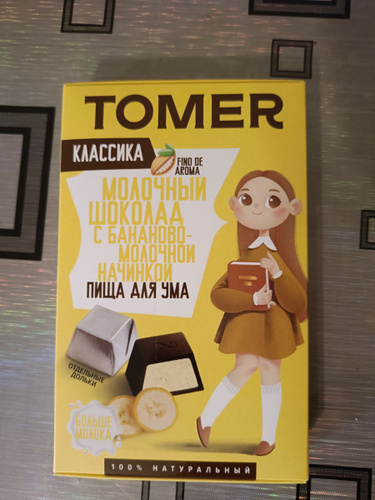 TOMER
КЛАССИКА
FINO DE
AROMA
МОЛОЧНЫЙ
ШОКОЛАД
С БАНАНОВО-
МОЛОЧНОЙ
НАЧИНКОЙ
ПИЩА ДЛЯ УМА
ОТДЕЛЬНЫЕ
ДОЛЬКИ
БОЛЬШЕ
МОЛОКА
100% НАТУРАЛЬНЫЙ